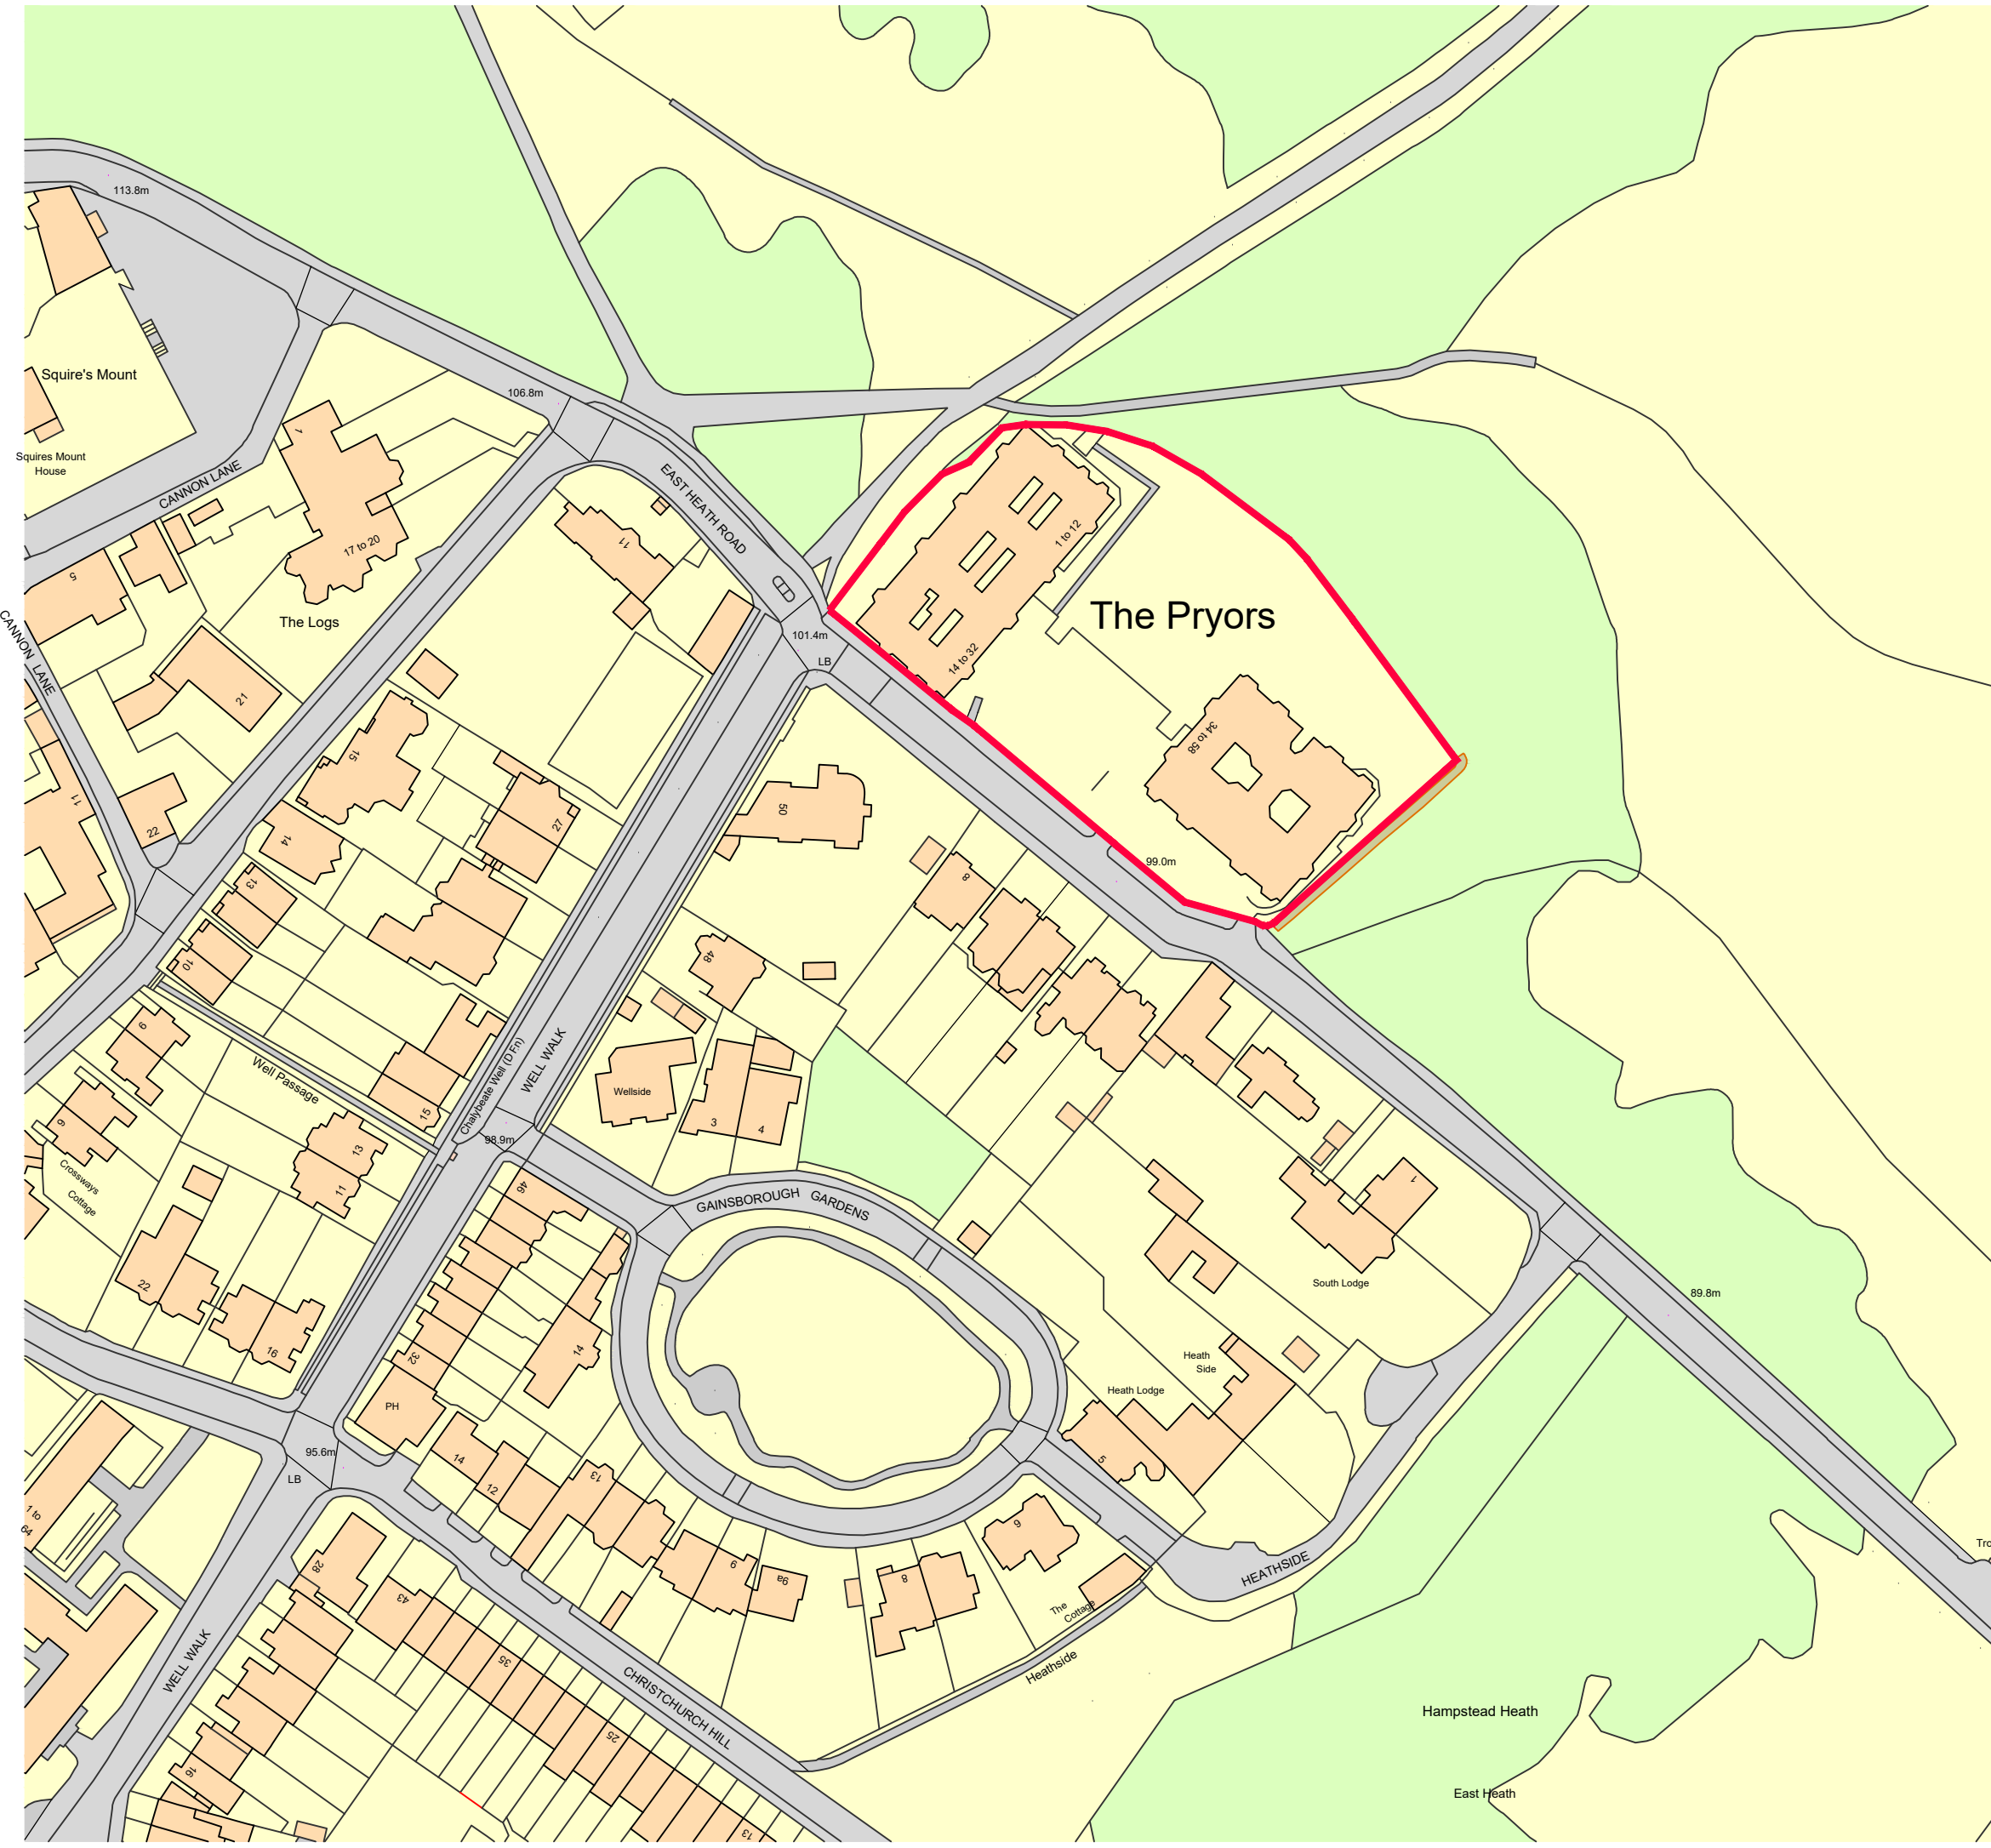 113.8m
Squire's Mount
106.8m
Squires Mount
House
CANNON LANE
1
17 to 20
EAST HEATH ROAD
11
1 to 12
The Pryors
14 to 32
34 to 58
5
CANNON LANE
The Logs
101.4m
LB
21
15
11
22
27
50
99.0m
14
13
8
10
48
WELL WALK
Chalybeate Well (D Fn)
Well Passage
Wellside
3
4
9
15
98.9m
13
11
Crossways
Cottage
46
GAINSBOROUGH GARDENS
1
South Lodge
89.8m
22
16
14
32
PH
Heath
Side
Heath Lodge
5
95.6m
LB
14
12
13
1 to
64
28
43
9
9a
8
The
Cottage
HEATHSIDE
Tro
35
Heathside
WELL WALK
CHRISTCHURCH HILL
25
16
13
Hampstead Heath
East Heath